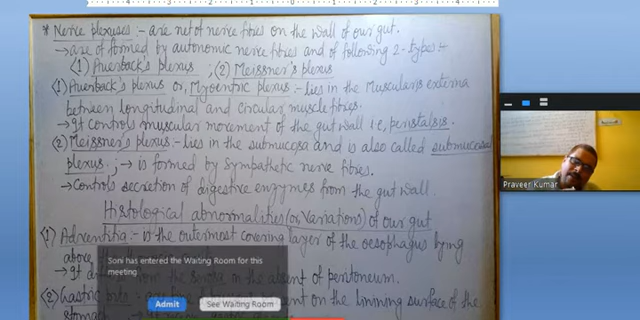 * Nerve plexuses :- are net of nerve fibres on the wall of our gut.
→ are of formed by autonomic nerve fibres and of following 2-types +
(1) Auerback's plexus , (2) Meissner's plexus
(1) Auerback's plexus or, Myoentric plexus :- lies in the Muscularis externa
between longitudinal and circular muscle fibres.
→ It controls muscular movement of the gut wall i.e, peristalsis.
(2) Meissner's plexus :- lies in the submucosa and is also called submucosal
plexus ; → is formed by Sympathetic nerve fibres.
→ Controls secretion of digestive enzymes from the gut wall.
Histological abnormalities (or, Variations) of our gut
(1) Adventitia :- is the outermost covering layer of the oesophagus lying
above
→ It the in the absent of peritoneum.
(2) Gastric on the linining surface of the
stomach
Soni has entered the Waiting Room for this
meeting
Admit
See Waiting Room
Praveer Kumar